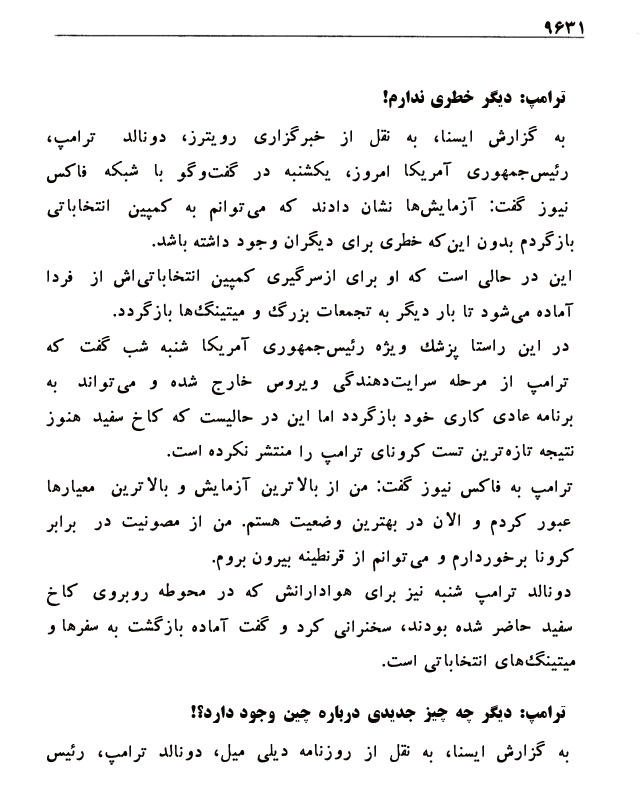 ۹۶۳۱
ترامپ: دیگر خطری ندارم!
به گزارش ایسنا، به نقل از خبرگزاری رویترز، دونالد ترامپ،
رئیس‌جمهوری آمریکا امروز، یکشنبه در گفت‌وگو با شبکه فاکس
نیوز گفت: آزمایش‌ها نشان دادند که می‌توانم به کمپین انتخاباتی
بازگردم بدون این‌که خطری برای دیگران وجود داشته باشد.
این در حالی است که او برای ازسرگیری کمپین انتخاباتی‌اش از فردا
آماده می‌شود تا بار دیگر به تجمعات بزرگ و میتینگ‌ها بازگردد.
در این راستا پزشك ویژه رئیس‌جمهوری آمریکا شنبه شب گفت که
ترامپ از مرحله سرایت‌دهندگی ویروس خارج شده و می‌تواند به
برنامه عادی کاری خود بازگردد اما این در حالیست که کاخ سفید هنوز
نتیجه تازه‌ترین تست کرونای ترامپ را منتشر نکرده است.
ترامپ به فاکس نیوز گفت: من از بالاترین آزمایش و بالاترین معیارها
عبور کردم و الان در بهترین وضعیت هستم. من از مصونیت در برابر
کرونا برخوردارم و می‌توانم از قرنطینه بیرون بروم.
دونالد ترامپ شنبه نیز برای هوادارانش که در محوطه روبروی کاخ
سفید حاضر شده بودند، سخنرانی کرد و گفت آماده بازگشت به سفرها و
میتینگ‌های انتخاباتی است.
ترامپ: دیگر چه چیز جدیدی درباره چین وجود دارد؟!
به گزارش ایسنا، به نقل از روزنامه دیلی میل، دونالد ترامپ، رئیس